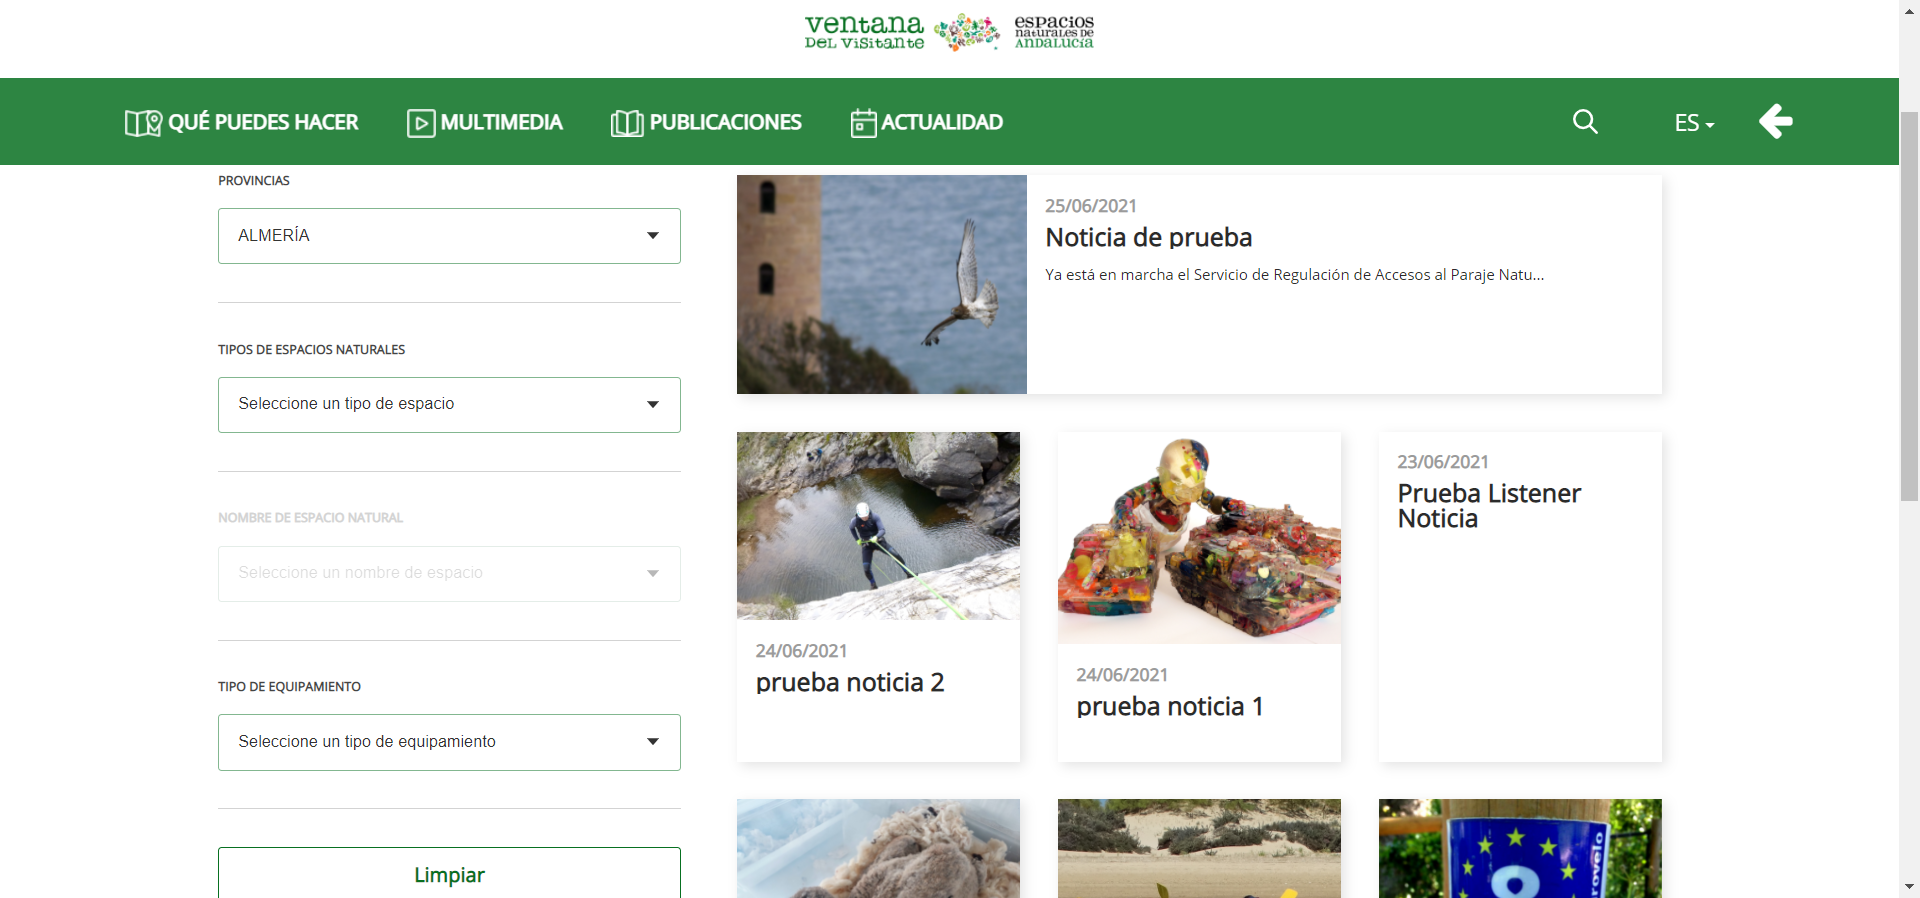 ventana
DEL VISITANTE
espacios
naturales de
ANDALUCÍA
QUÉ PUEDES HACER
MULTIMEDIA
PUBLICACIONES
ACTUALIDAD
ES
PROVINCIAS
ALMERÍA
TIPOS DE ESPACIOS NATURALES
Seleccione un tipo de espacio
NOMBRE DE ESPACIO NATURAL
Seleccione un nombre de espacio
TIPO DE EQUIPAMIENTO
Seleccione un tipo de equipamiento
Limpiar
25/06/2021
Noticia de prueba
Ya está en marcha el Servicio de Regulación de Accesos al Paraje Natu...
24/06/2021
prueba noticia 2
24/06/2021
prueba noticia 1
23/06/2021
Prueba Listener
Noticia
rovelo